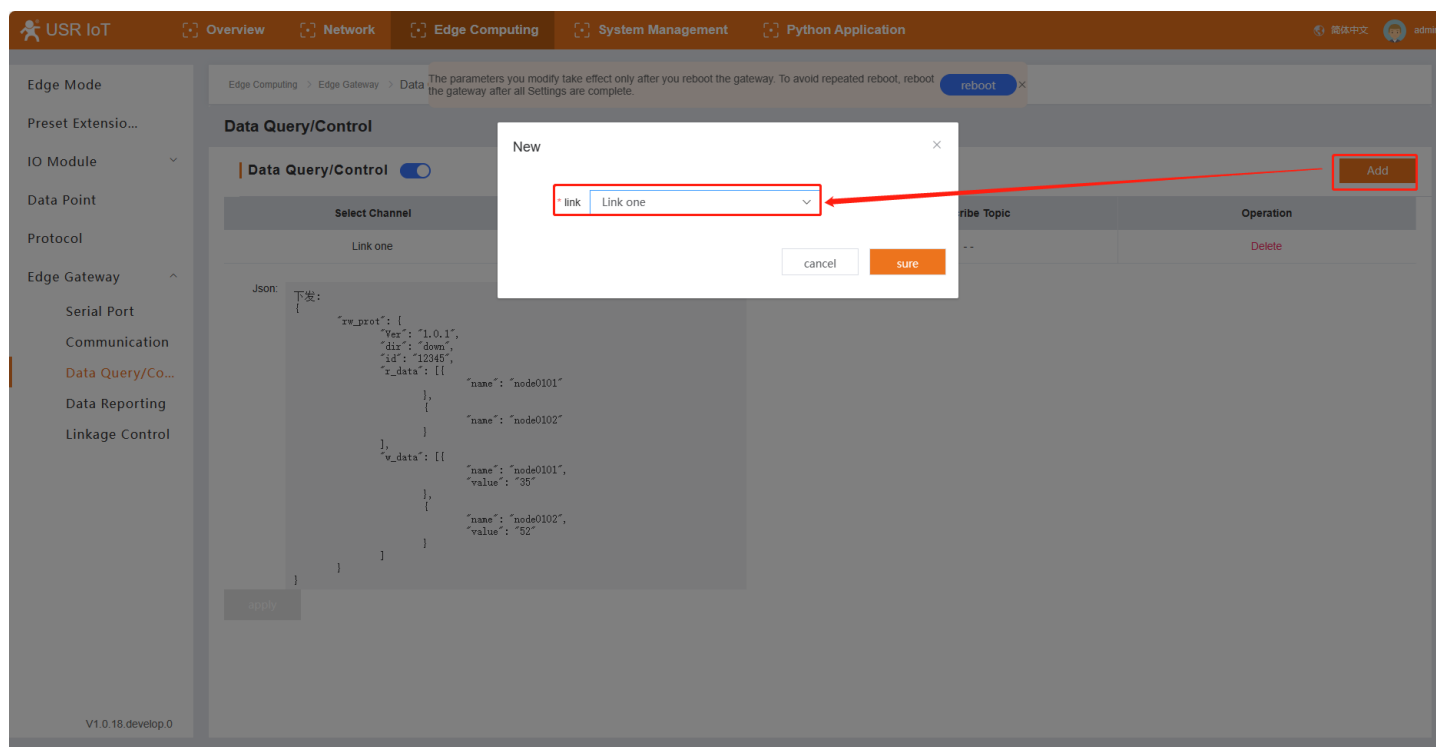 USR IoT
Overview
Network
Edge Computing
System Management
Python Application
简体中文
admi
Edge Mode
Preset Extensio...
IO Module
Data Point
Protocol
Edge Gateway
Serial Port
Communication
Data Query/Co...
Data Reporting
Linkage Control
V1.0.18.develop.0
Edge Computing > Edge Gateway > Data
The parameters you modify take effect only after you reboot the gateway. To avoid repeated reboot, reboot
the gateway after all Settings are complete.
reboot
Data Query/Control
Data Query/Control
Add
Select Channel
ribe Topic
Operation
Link one
--
Delete
New
* link Link one
cancel
sure
Json:
下发:
{
"rw_prot": {
"Ver": "1.0.1",
"dir": "down",
"id": "12345",
"r_data": [{
"name": "node0101"
},
{
"name": "node0102"
}
],
"w_data": [{
"name": "node0101",
"value": "35"
},
{
"name": "node0102",
"value": "52"
}
]
}
}
apply